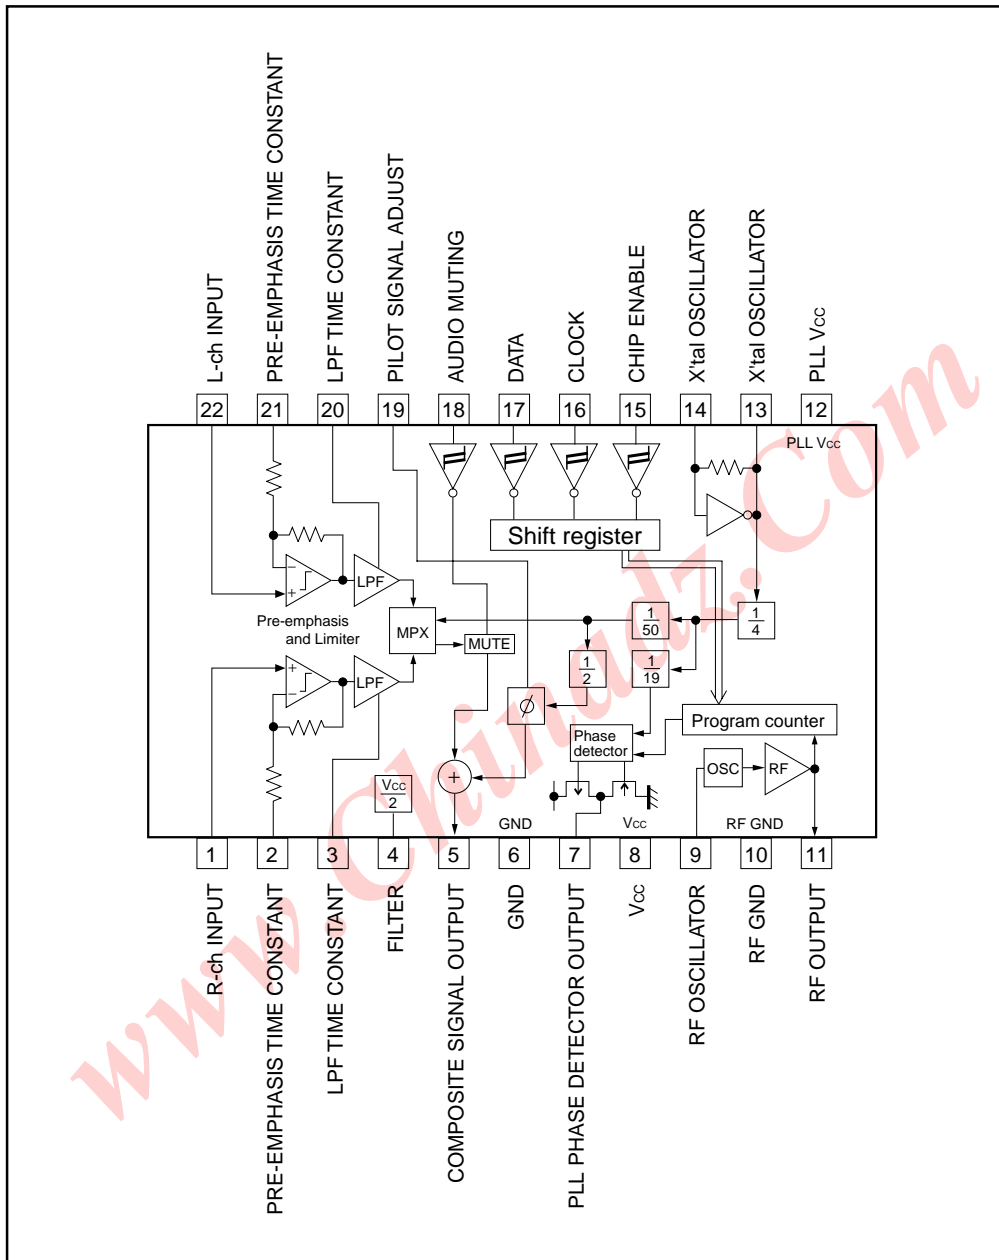 L-ch INPUT
PRE-EMPHASIS TIME CONSTANT
LPF TIME CONSTANT
PILOT SIGNAL ADJUST
AUDIO MUTING
DATA
CLOCK
CHIP ENABLE
X'tal OSCILLATOR
X'tal OSCILLATOR
PLL VCC
22
21
20
19
18
17
16
15
14
13
12
PLL VCC
Shift register
LPF
Pre-emphasis
and Limiter
MPX
MUTE
1
50
1
4
1
2
1
19
LPF
Ø
Phase
detector
Program counter
OSC
RF
VCC
2
GND
VCC
RF GND
1
2
3
4
5
6
7
8
9
10
11
R-ch INPUT
PRE-EMPHASIS TIME CONSTANT
LPF TIME CONSTANT
FILTER
COMPOSITE SIGNAL OUTPUT
GND
PLL PHASE DETECTOR OUTPUT
VCC
RF OSCILLATOR
RF GND
RF OUTPUT
www.Chinadz.Com